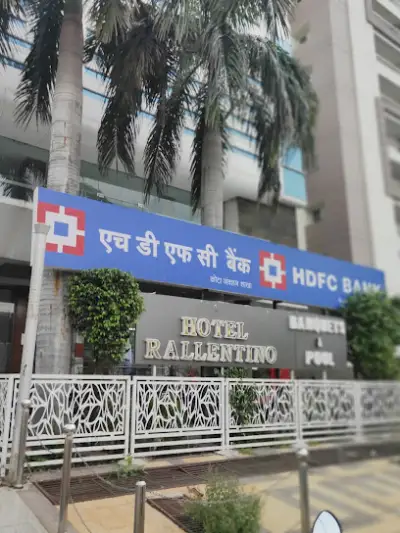 एच डी एफ सी बैंक
HDFC BANK
HOTEL
RALLENTINO
BANQUETS
&
POOL